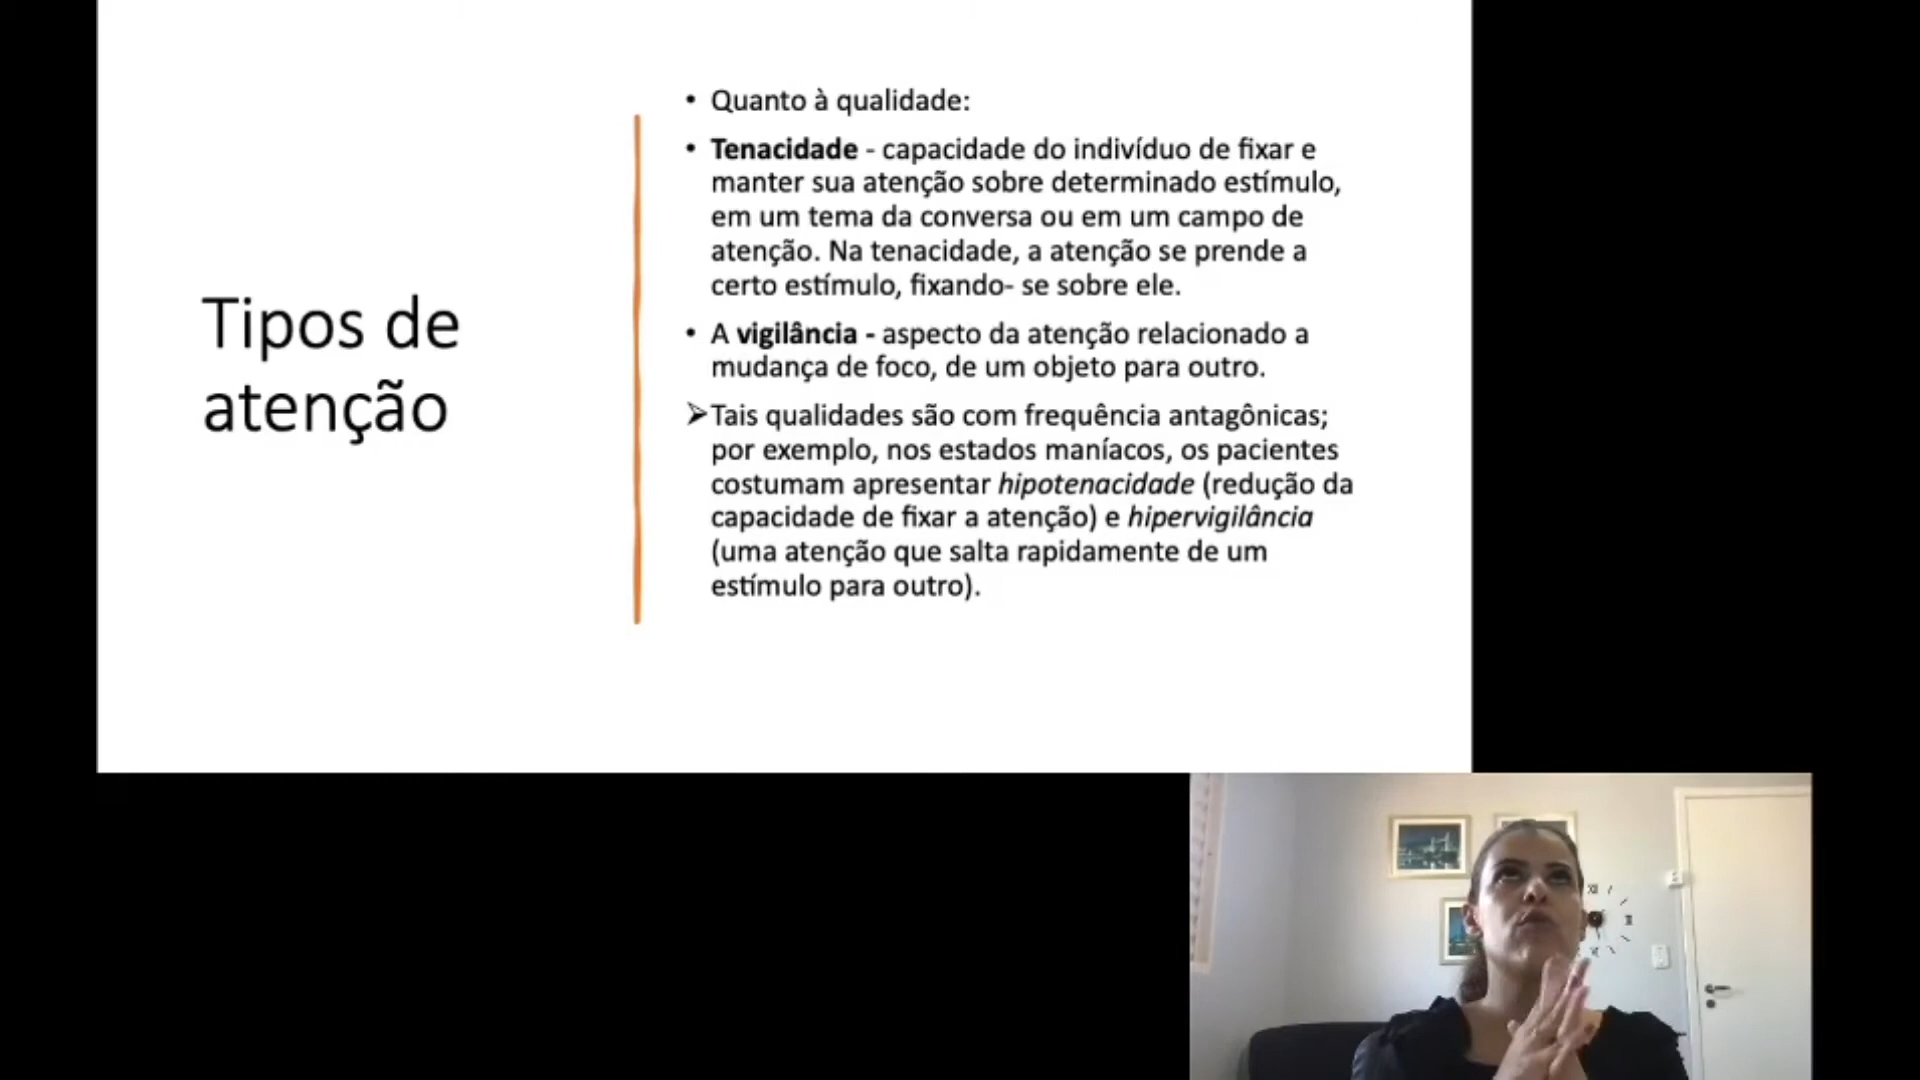 Tipos de
atenção
• Quanto à qualidade:
• Tenacidade - capacidade do indivíduo de fixar e
manter sua atenção sobre determinado estímulo,
em um tema da conversa ou em um campo de
atenção. Na tenacidade, a atenção se prende a
certo estímulo, fixando- se sobre ele.
• A vigilância - aspecto da atenção relacionado a
mudança de foco, de um objeto para outro.
➢Tais qualidades são com frequência antagônicas;
por exemplo, nos estados maníacos, os pacientes
costumam apresentar hipotenacidade (redução da
capacidade de fixar a atenção) e hipervigilância
(uma atenção que salta rapidamente de um
estímulo para outro).